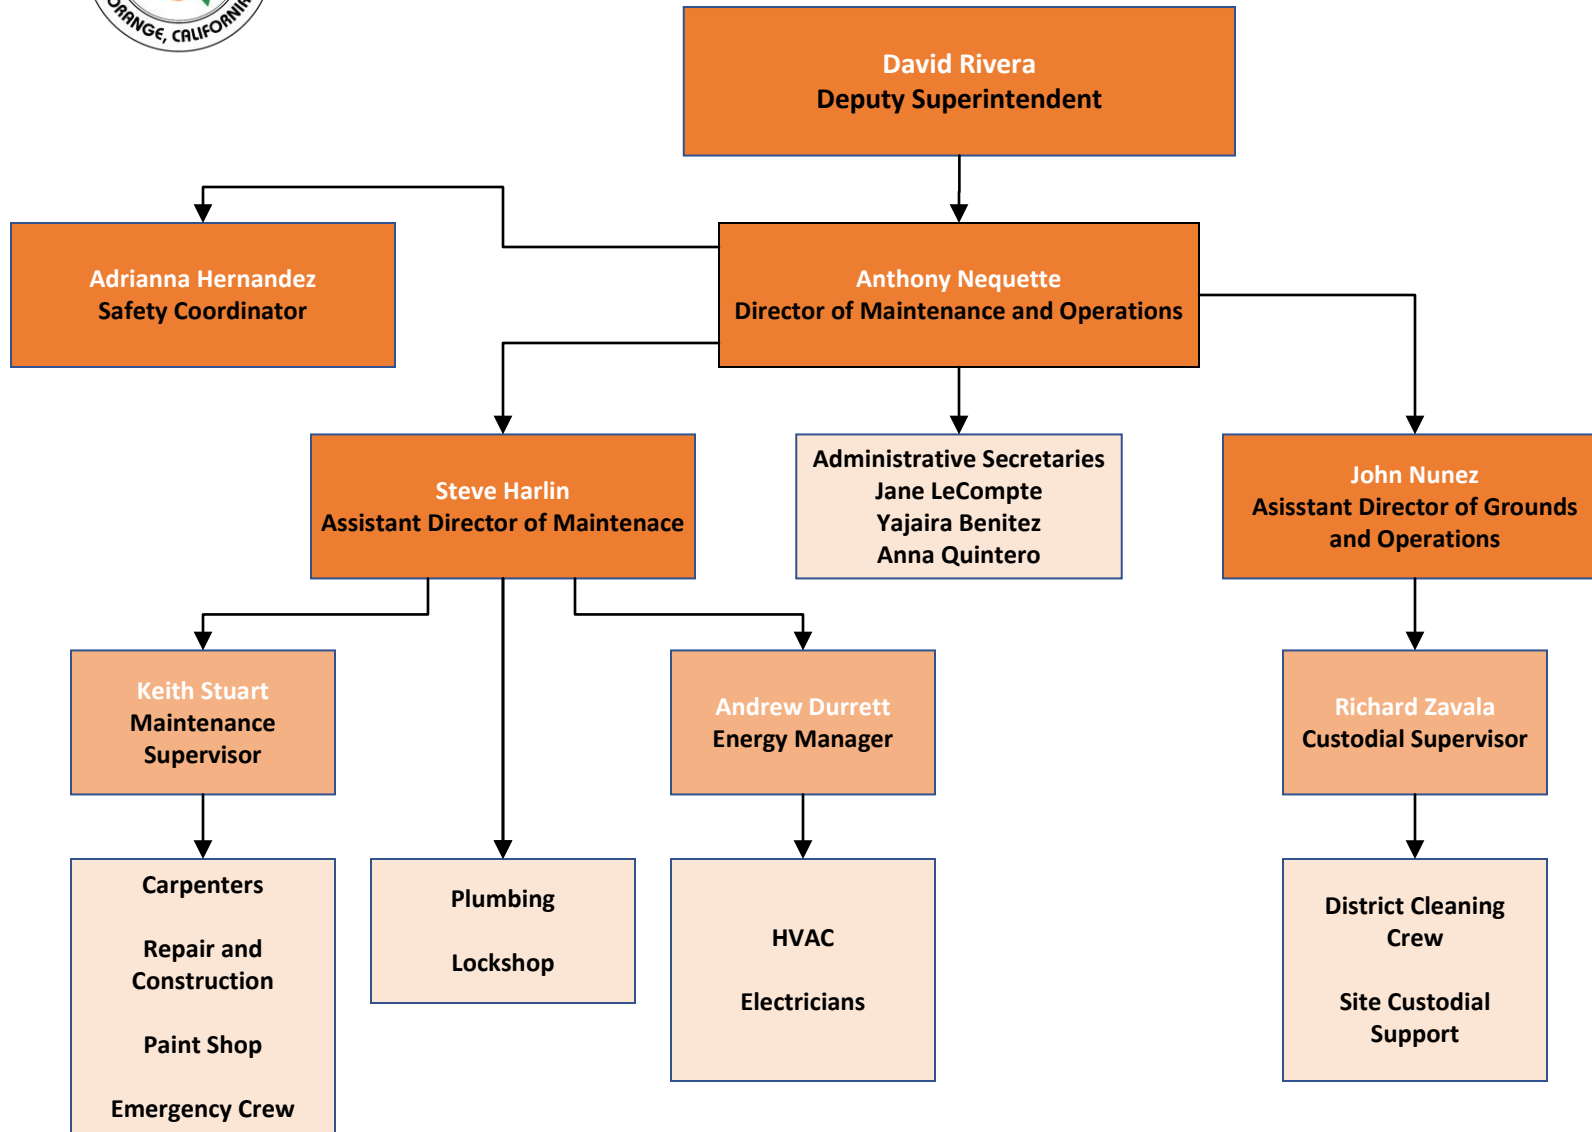 ORANGE, CALIFORNIA
David Rivera
Deputy Superintendent
Adrianna Hernandez
Safety Coordinator
Anthony Nequette
Director of Maintenance and Operations
Steve Harlin
Assistant Director of Maintenace
Administrative Secretaries
Jane LeCompte
Yajaira Benitez
Anna Quintero
John Nunez
Asisstant Director of Grounds
and Operations
Keith Stuart
Maintenance
Supervisor
Andrew Durrett
Energy Manager
Richard Zavala
Custodial Supervisor
Carpenters
Repair and
Construction
Paint Shop
Emergency Crew
Plumbing
Lockshop
HVAC
Electricians
District Cleaning
Crew
Site Custodial
Support